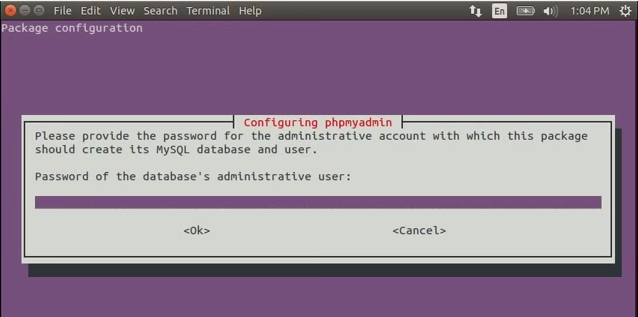 File Edit View Search Terminal Help En 1:04 PM
Package configuration
Configuring phpmyadmin
Please provide the password for the administrative account with which this package
should create its MySQL database and user.
Password of the database's administrative user:
<Ok> <Cancel>